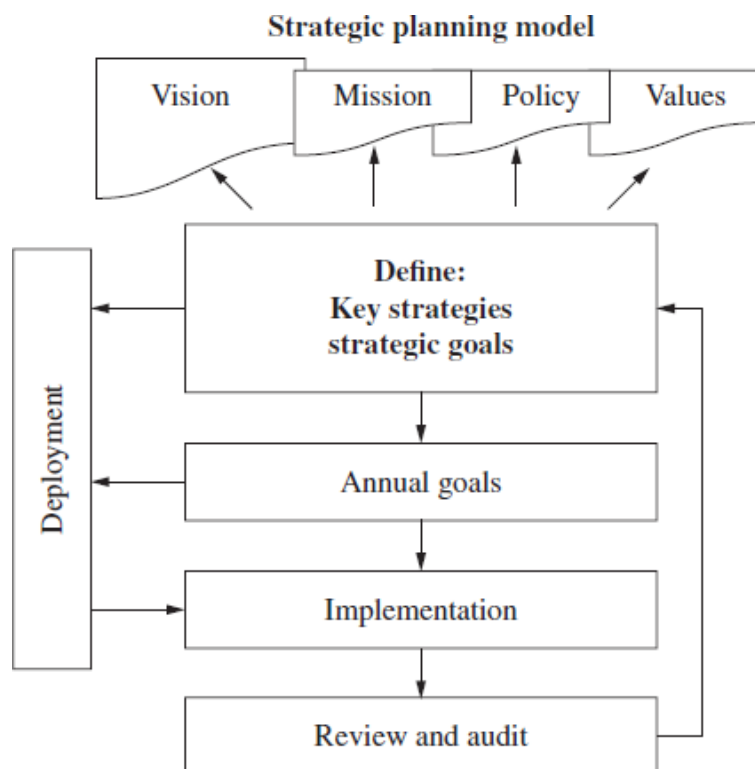 Strategic planning model
Vision
Mission
Policy
Values
Define:
Key strategies
strategic goals
Deployment
Annual goals
Implementation
Review and audit